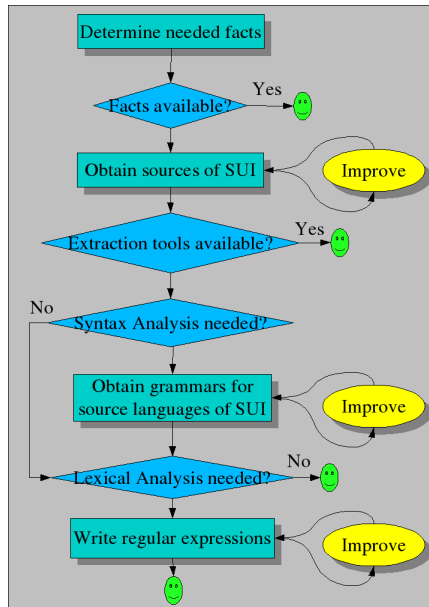 Determine needed facts
Yes
Facts available?
Obtain sources of SUI
Improve
Yes
Extraction tools available?
No
Syntax Analysis needed?
Obtain grammars for
source languages of SUI
Improve
No
Lexical Analysis needed?
Write regular expressions
Improve